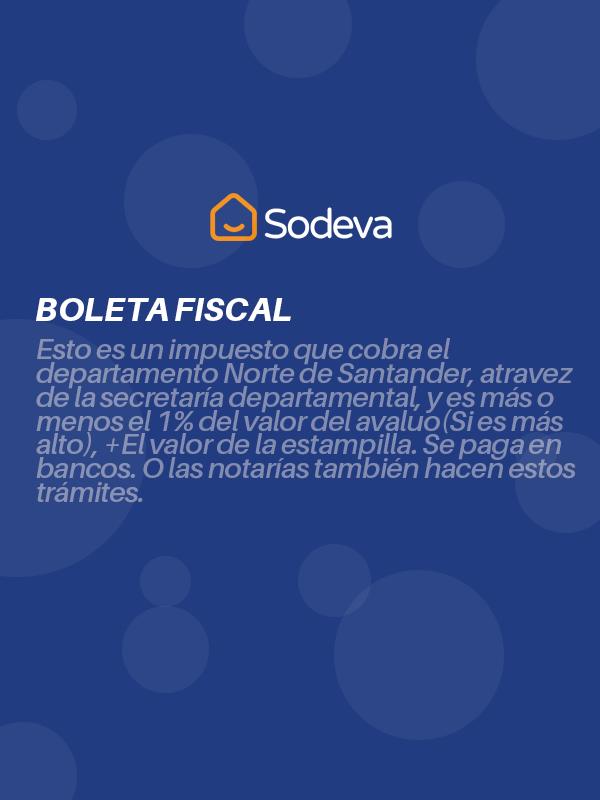 Sodeva
BOLETA FISCAL
Esto es un impuesto que cobra el
departamento Norte de Santander, atravez
de la secretaría departamental, y es más o
menos el 1% del valor del avaluo(Si es más
alto), +El valor de la estampilla. Se paga en
bancos. O las notarías también hacen estos
trámites.